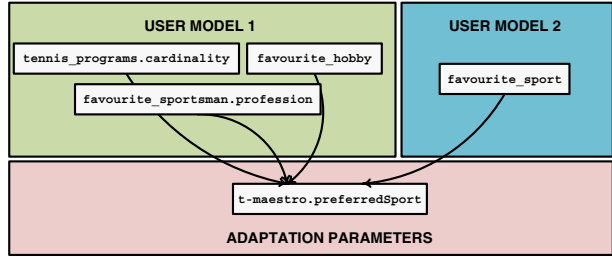 USER MODEL 1
USER MODEL 2
tennis_programs.cardinality
favourite_hobby
favourite_sport
favourite_sportsman.profession
t-maestro.preferredSport
ADAPTATION PARAMETERS